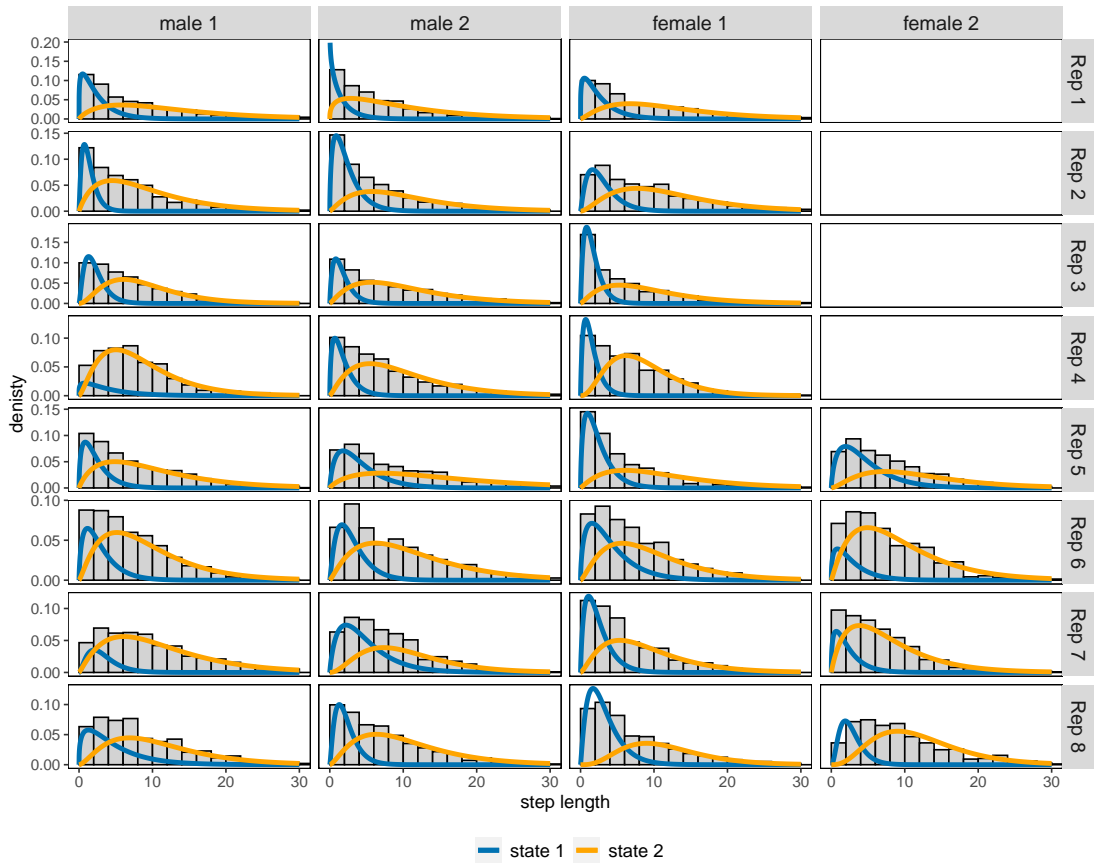 male 1 male 2 female 1 female 2
0.20
0.15
0.10
0.05
0.00
Rep 1
0.15
0.10
0.05
0.00
Rep 2
0.15
0.10
0.05
0.00
Rep 3
0.10
0.05
0.00
Rep 4
0.15
0.10
0.05
0.00
Rep 5
0.10
0.05
0.00
Rep 6
0.10
0.05
0.00
Rep 7
0.10
0.05
0.00
Rep 8
denisty
0 10 20 30 0 10 20 30 0 10 20 30 0 10 20 30
step length
state 1 state 2